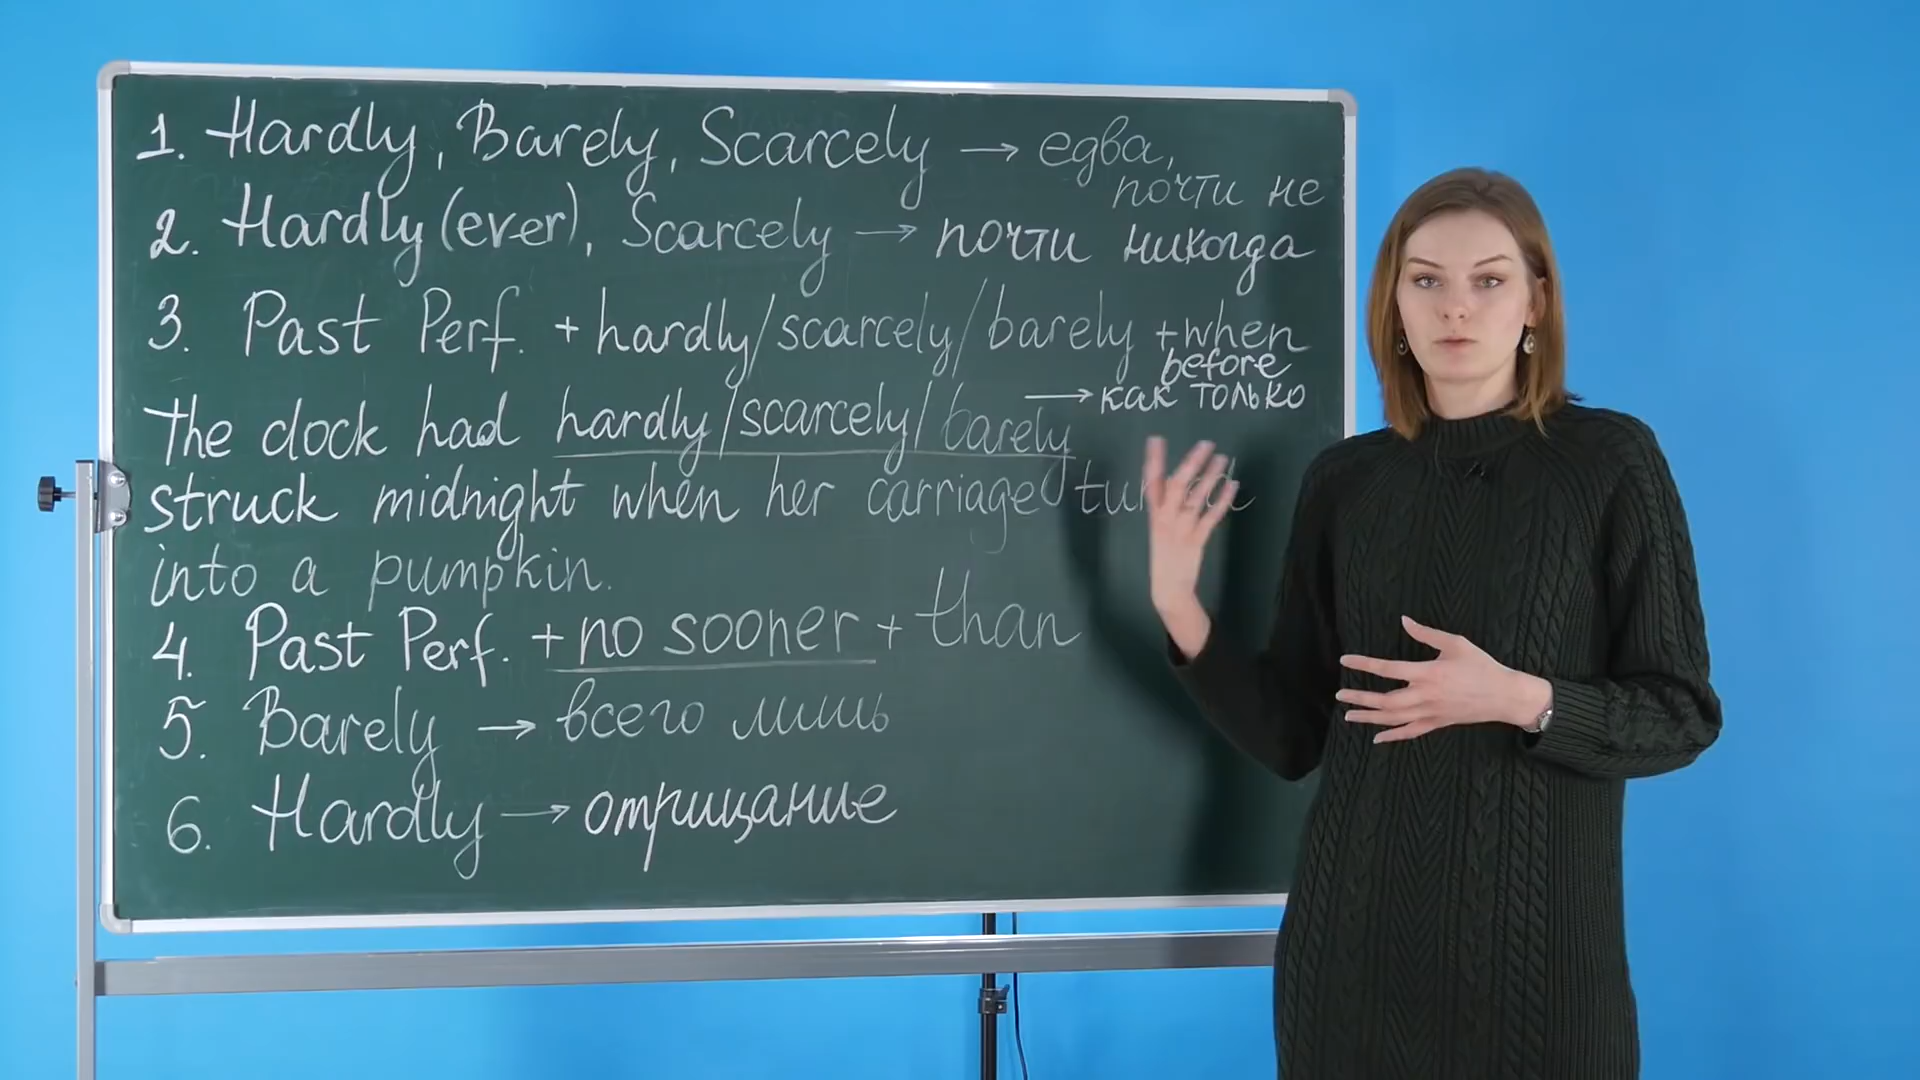 1. Hardly, Barely, Scarcely → едва,
почти не
2. Hardly (ever), Scarcely → почти никогда
3. Past Perf. + hardly/scarcely/barely + when
before
→ как только
The clock had hardly/scarcely/barely
struck midnight when her carriage
into a pumpkin.
4. Past Perf. + no sooner + than
5. Barely → всего лишь
6. Hardly → отрицание